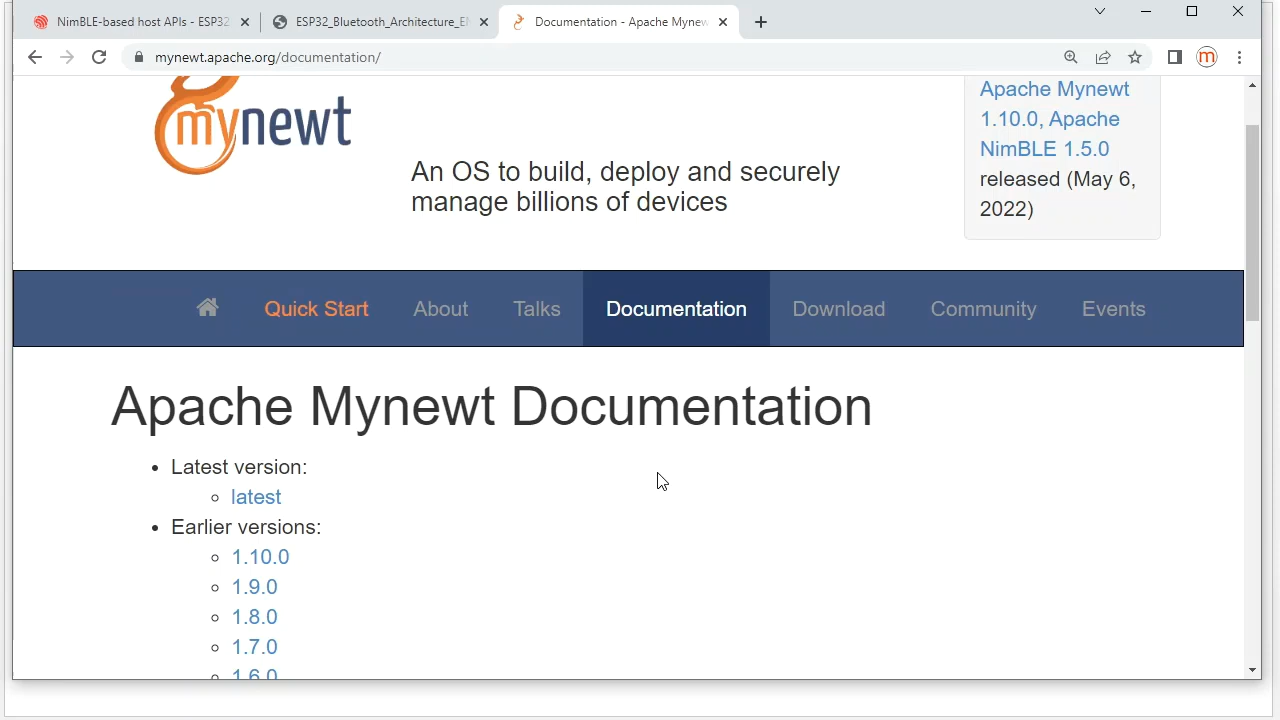 NimBLE-based host APIs - ESP32
ESP32_Bluetooth_Architecture_E
Documentation - Apache Mynew
mynewt.apache.org/documentation/
m
mynewt
An OS to build, deploy and securely
manage billions of devices
Apache Mynewt
1.10.0, Apache
NimBLE 1.5.0
released (May 6,
2022)
Quick Start
About
Talks
Documentation
Download
Community
Events
Apache Mynewt Documentation
Latest version:
latest
Earlier versions:
1.10.0
1.9.0
1.8.0
1.7.0
1.6.0